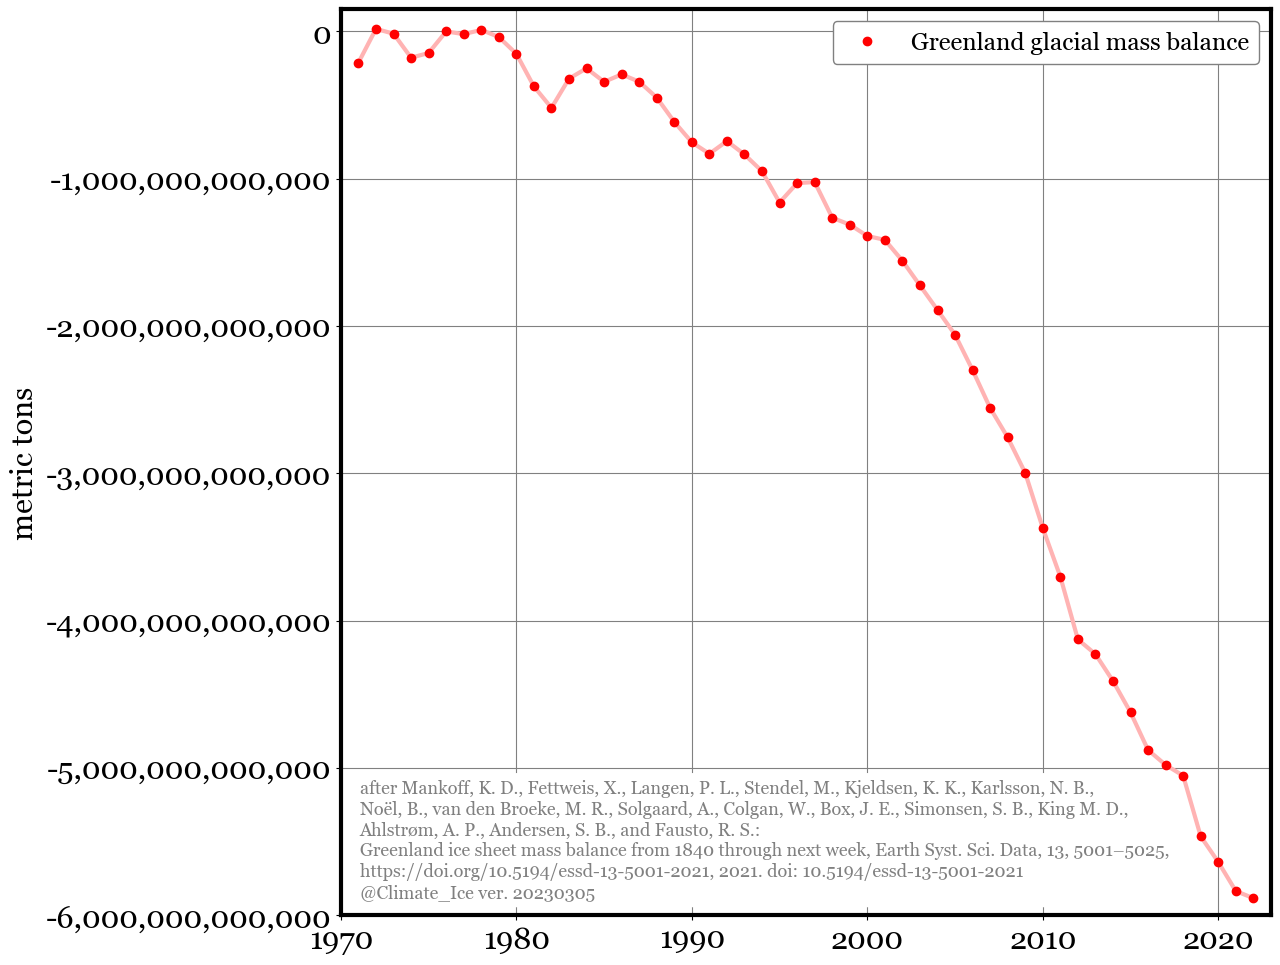 0
Greenland glacial mass balance
-1,000,000,000,000
-2,000,000,000,000
metric tons
-3,000,000,000,000
-4,000,000,000,000
-5,000,000,000,000
after Mankoff, K. D., Fettweis, X., Langen, P. L., Stendel, M., Kjeldsen, K. K., Karlsson, N. B.,
Noël, B., van den Broeke, M. R., Solgaard, A., Colgan, W., Box, J. E., Simonsen, S. B., King M. D.,
Ahlstrøm, A. P., Andersen, S. B., and Fausto, R. S.:
Greenland ice sheet mass balance from 1840 through next week, Earth Syst. Sci. Data, 13, 5001–5025,
https://doi.org/10.5194/essd-13-5001-2021, 2021. doi: 10.5194/essd-13-5001-2021
@Climate_Ice ver. 20230305
-6,000,000,000,000
1970 1980 1990 2000 2010 2020